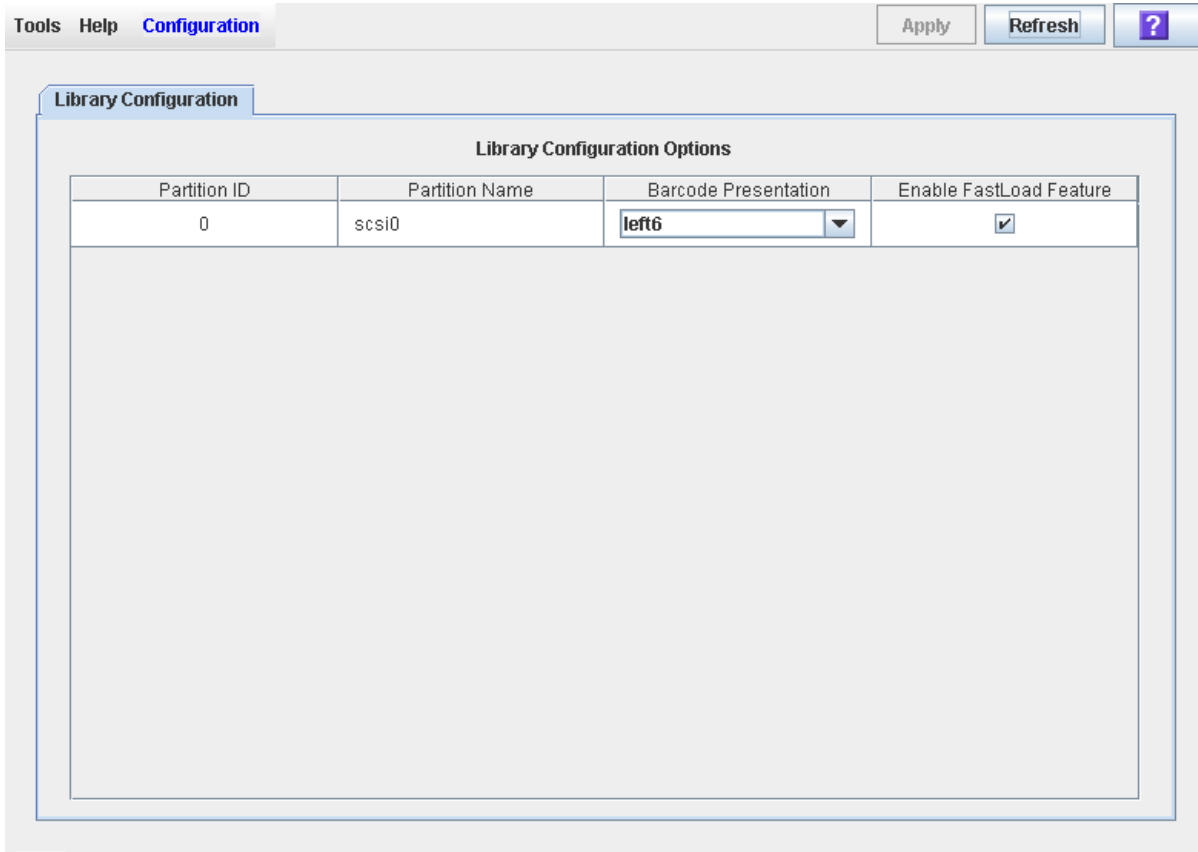 Tools Help Configuration Apply Refresh ?
Library Configuration
Library Configuration Options
Partition ID Partition Name Barcode Presentation Enable FastLoad Feature
0 scsi0 left6